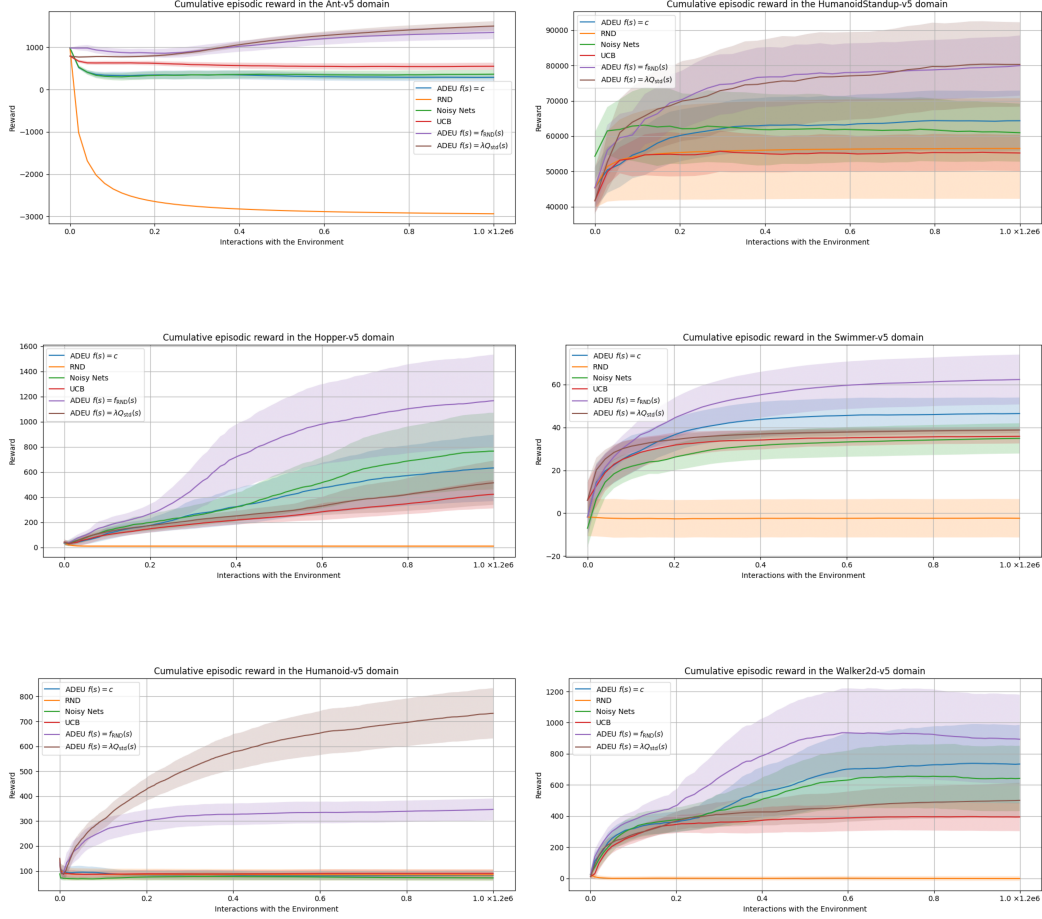 Cumulative episodic reward in the Ant-v5 domain
Reward
1000
0
−1000
−2000
−3000
ADEU f(s) = c
RND
Noisy Nets
UCB
ADEU f(s) = f_RND(s)
ADEU f(s) = λQ_std(s)
0.0
0.2
0.4
0.6
0.8
1.0 ×1.2e6
Interactions with the Environment
Cumulative episodic reward in the HumanoidStandup-v5 domain
Reward
90000
80000
70000
60000
50000
40000
ADEU f(s) = c
RND
Noisy Nets
UCB
ADEU f(s) = f_RND(s)
ADEU f(s) = λQ_std(s)
0.0
0.2
0.4
0.6
0.8
1.0 ×1.2e6
Interactions with the Environment
Cumulative episodic reward in the Hopper-v5 domain
Reward
1600
1400
1200
1000
800
600
400
200
0
ADEU f(s) = c
RND
Noisy Nets
UCB
ADEU f(s) = f_RND(s)
ADEU f(s) = λQ_std(s)
0.0
0.2
0.4
0.6
0.8
1.0 ×1.2e6
Interactions with the Environment
Cumulative episodic reward in the Swimmer-v5 domain
Reward
60
40
20
0
−20
ADEU f(s) = c
RND
Noisy Nets
UCB
ADEU f(s) = f_RND(s)
ADEU f(s) = λQ_std(s)
0.0
0.2
0.4
0.6
0.8
1.0 ×1.2e6
Interactions with the Environment
Cumulative episodic reward in the Humanoid-v5 domain
Reward
800
700
600
500
400
300
200
100
ADEU f(s) = c
RND
Noisy Nets
UCB
ADEU f(s) = f_RND(s)
ADEU f(s) = λQ_std(s)
0.0
0.2
0.4
0.6
0.8
1.0 ×1.2e6
Interactions with the Environment
Cumulative episodic reward in the Walker2d-v5 domain
Reward
1200
1000
800
600
400
200
0
ADEU f(s) = c
RND
Noisy Nets
UCB
ADEU f(s) = f_RND(s)
ADEU f(s) = λQ_std(s)
0.0
0.2
0.4
0.6
0.8
1.0 ×1.2e6
Interactions with the Environment